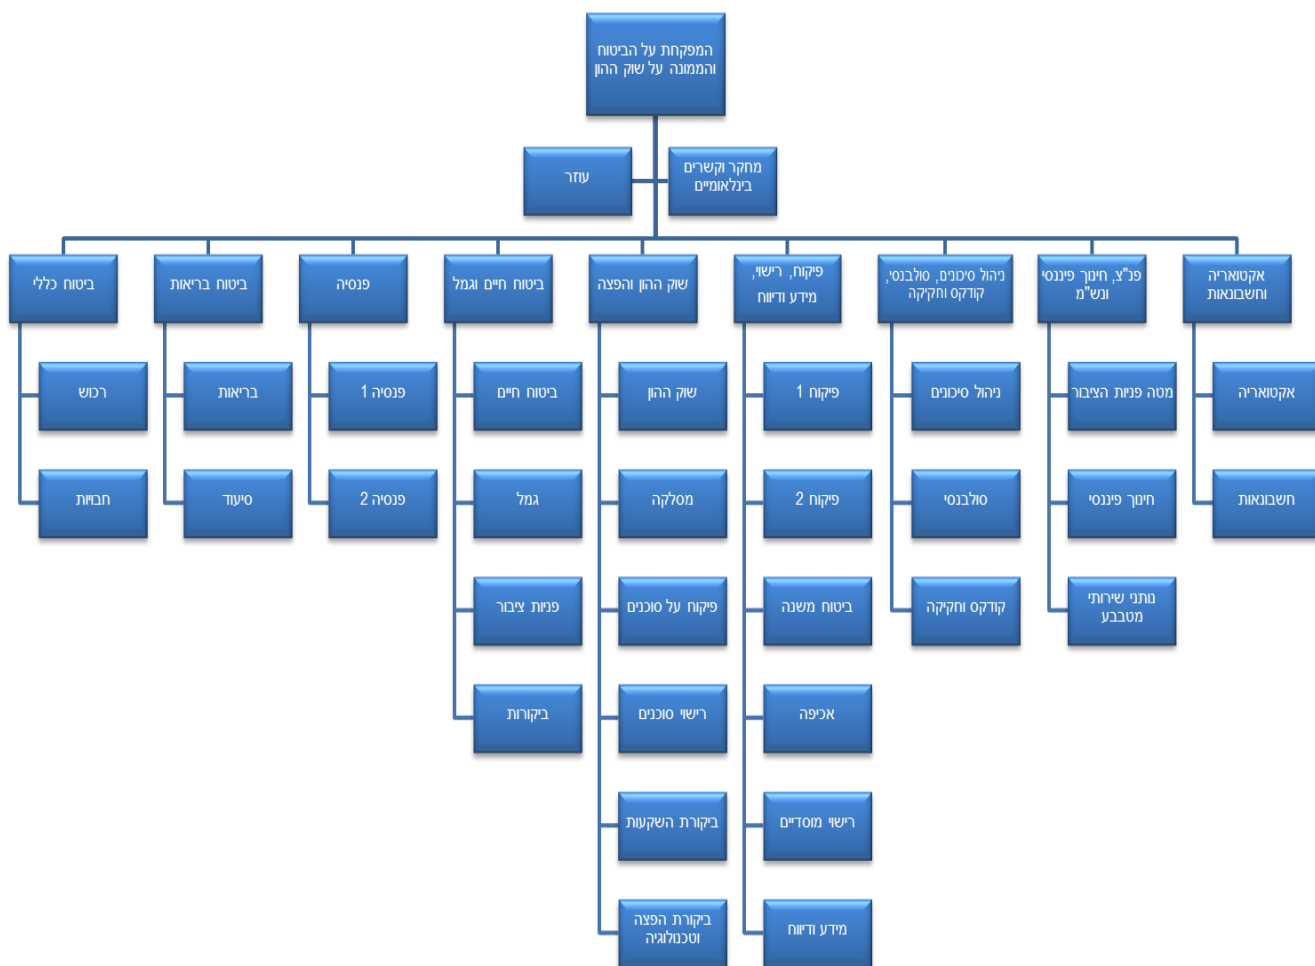 המפקחת על הביטוח
והממונה על שוק ההון
מחקר וקשרים
בינלאומיים
עוזר
אקטואריה
וחשבונאות
פנ"צ, חינוך פיננסי
ונש"מ
ניהול סיכונים, סולבנסי,
קודקס וחקיקה
פיקוח, רישוי,
מידע ודיווח
שוק ההון והפצה
ביטוח חיים וגמל
פנסיה
ביטוח בריאות
ביטוח כללי
אקטואריה
מטה פניות הציבור
ניהול סיכונים
פיקוח 1
שוק ההון
ביטוח חיים
פנסיה 1
בריאות
רכוש
חשבונאות
חינוך פיננסי
סולבנסי
פיקוח 2
מסלקה
גמל
פנסיה 2
סיעוד
חבויות
נותני שירותי
מטבבע
קודקס וחקיקה
ביטוח משנה
פיקוח על סוכנים
פניות ציבור
אכיפה
רישוי סוכנים
ביקורות
רישוי מוסדיים
ביקורת השקעות
מידע ודיווח
ביקורת הפצה
וטכנולוגיה